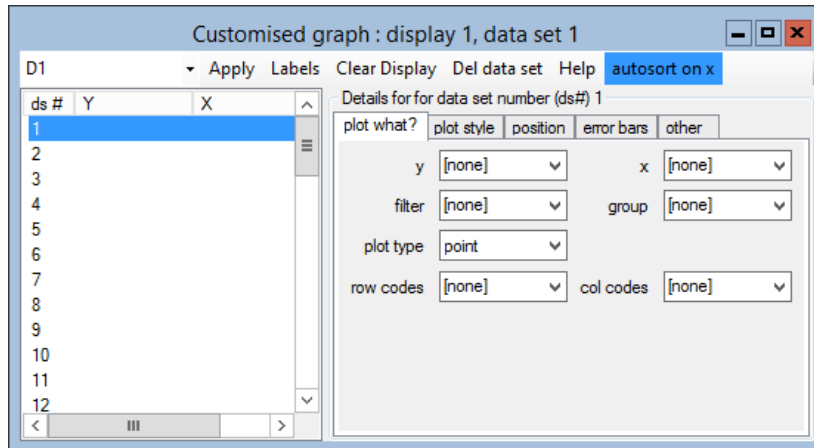 Customised graph : display 1, data set 1
D1 Apply Labels Clear Display Del data set Help autosort on x
ds # Y X
1
2
3
4
5
6
7
8
9
10
11
12
Details for for data set number (ds#) 1
plot what? plot style position error bars other
y [none] x [none]
filter [none] group [none]
plot type point
row codes [none] col codes [none]